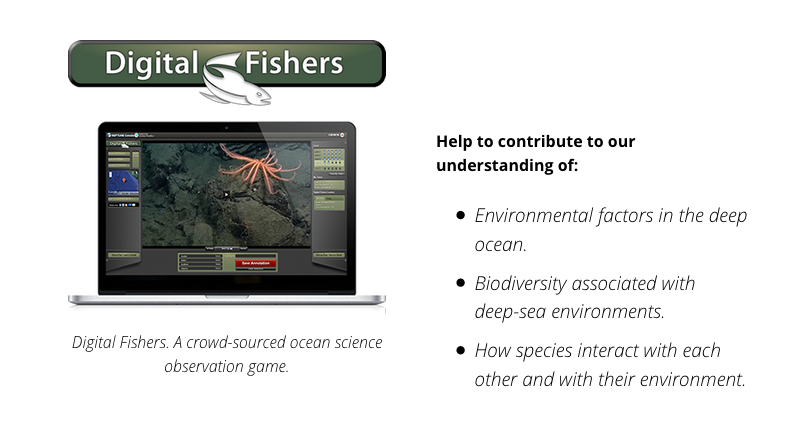 Digital Fishers
Save Annotation
Digital Fishers. A crowd-sourced ocean science
observation game.
Help to contribute to our
understanding of:
• Environmental factors in the deep
ocean.
• Biodiversity associated with
deep-sea environments.
• How species interact with each
other and with their environment.